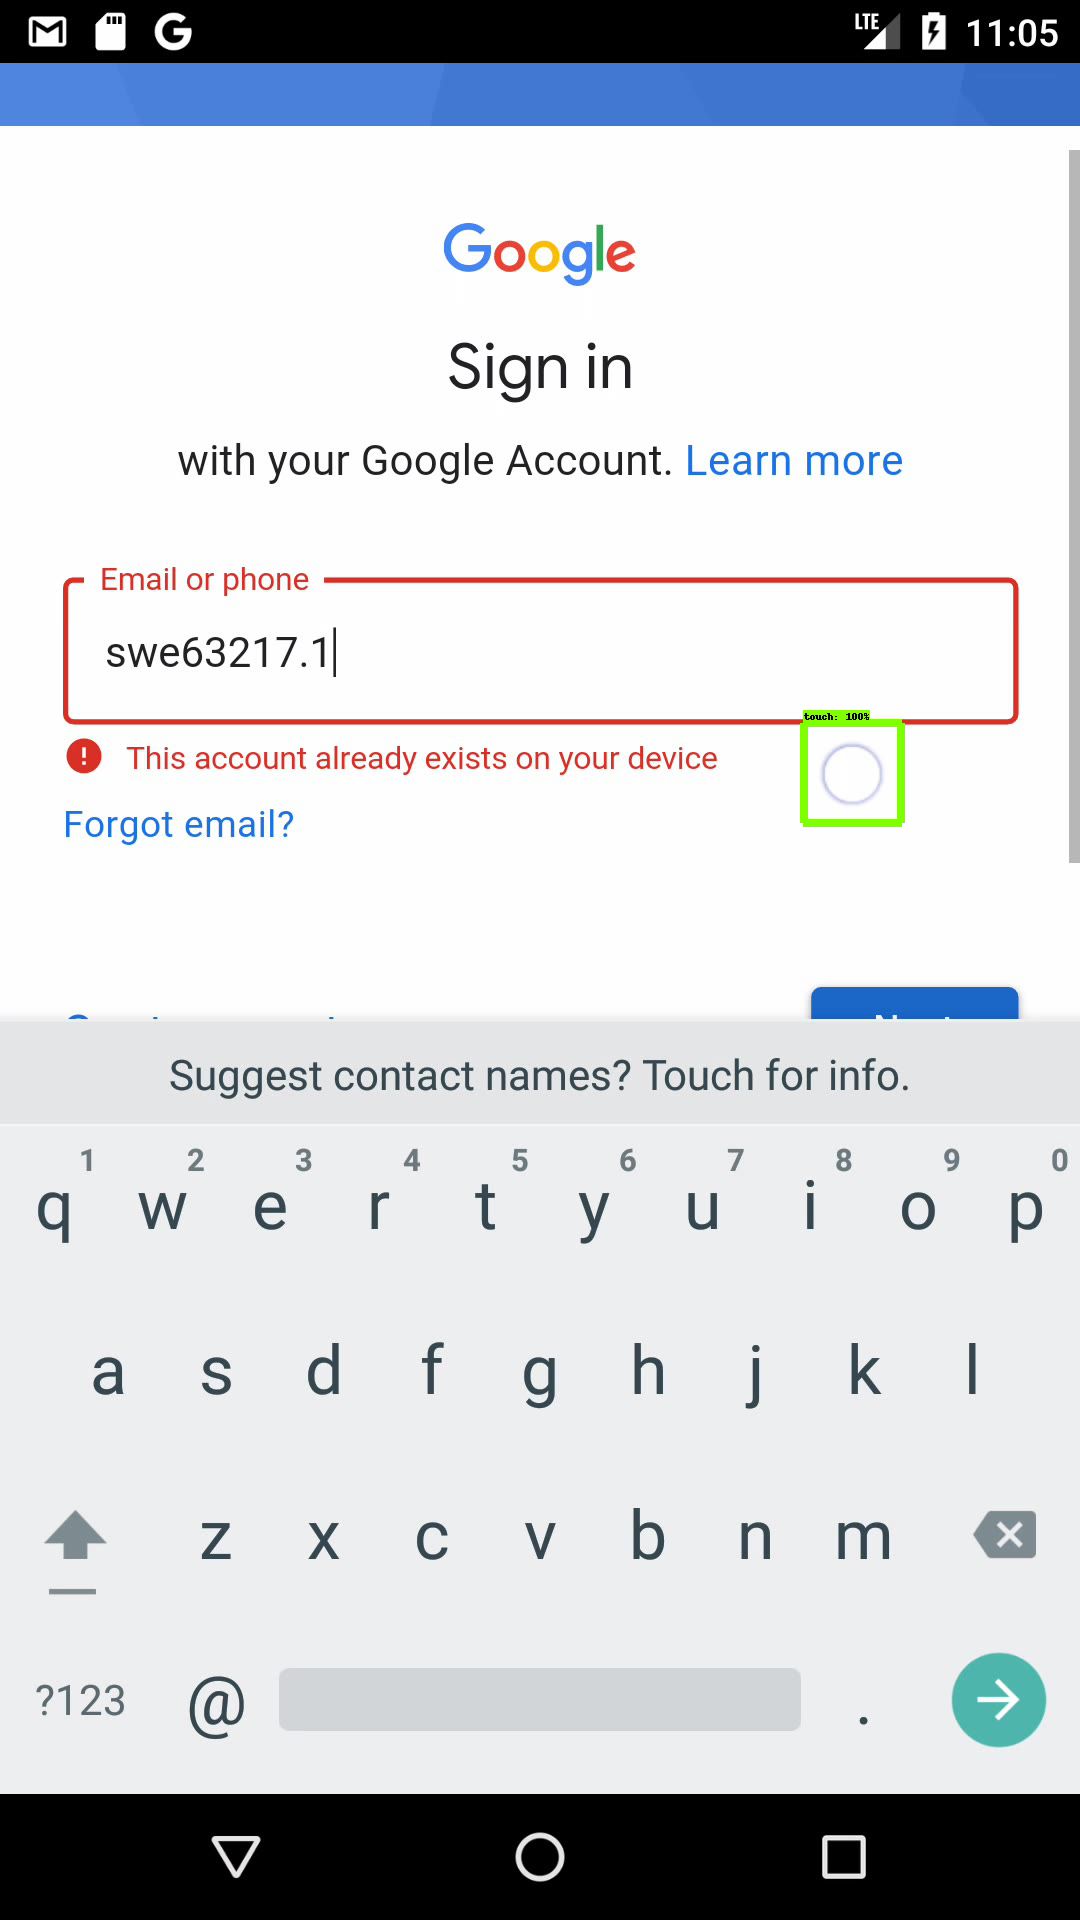 LTE 11:05
Google
Sign in
with your Google Account. Learn more
Email or phone
swe63217.1
touch: 100%
This account already exists on your device
Forgot email?
Suggest contact names? Touch for info.
1 2 3 4 5 6 7 8 9 0
q w e r t y u i o p
a s d f g h j k l
z x c v b n m
?123 @ .